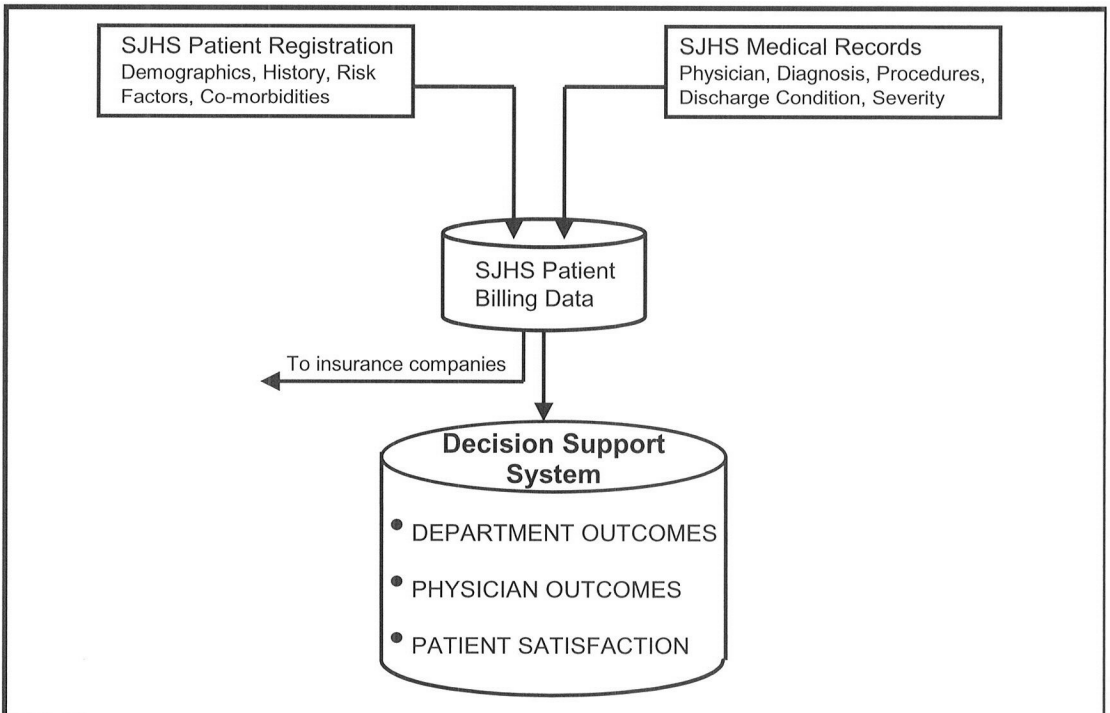 SJHS Patient Registration
Demographics, History, Risk
Factors, Co-morbidities
SJHS Medical Records
Physician, Diagnosis, Procedures,
Discharge Condition, Severity
SJHS Patient
Billing Data
To insurance companies
Decision Support
System
• DEPARTMENT OUTCOMES
• PHYSICIAN OUTCOMES
• PATIENT SATISFACTION